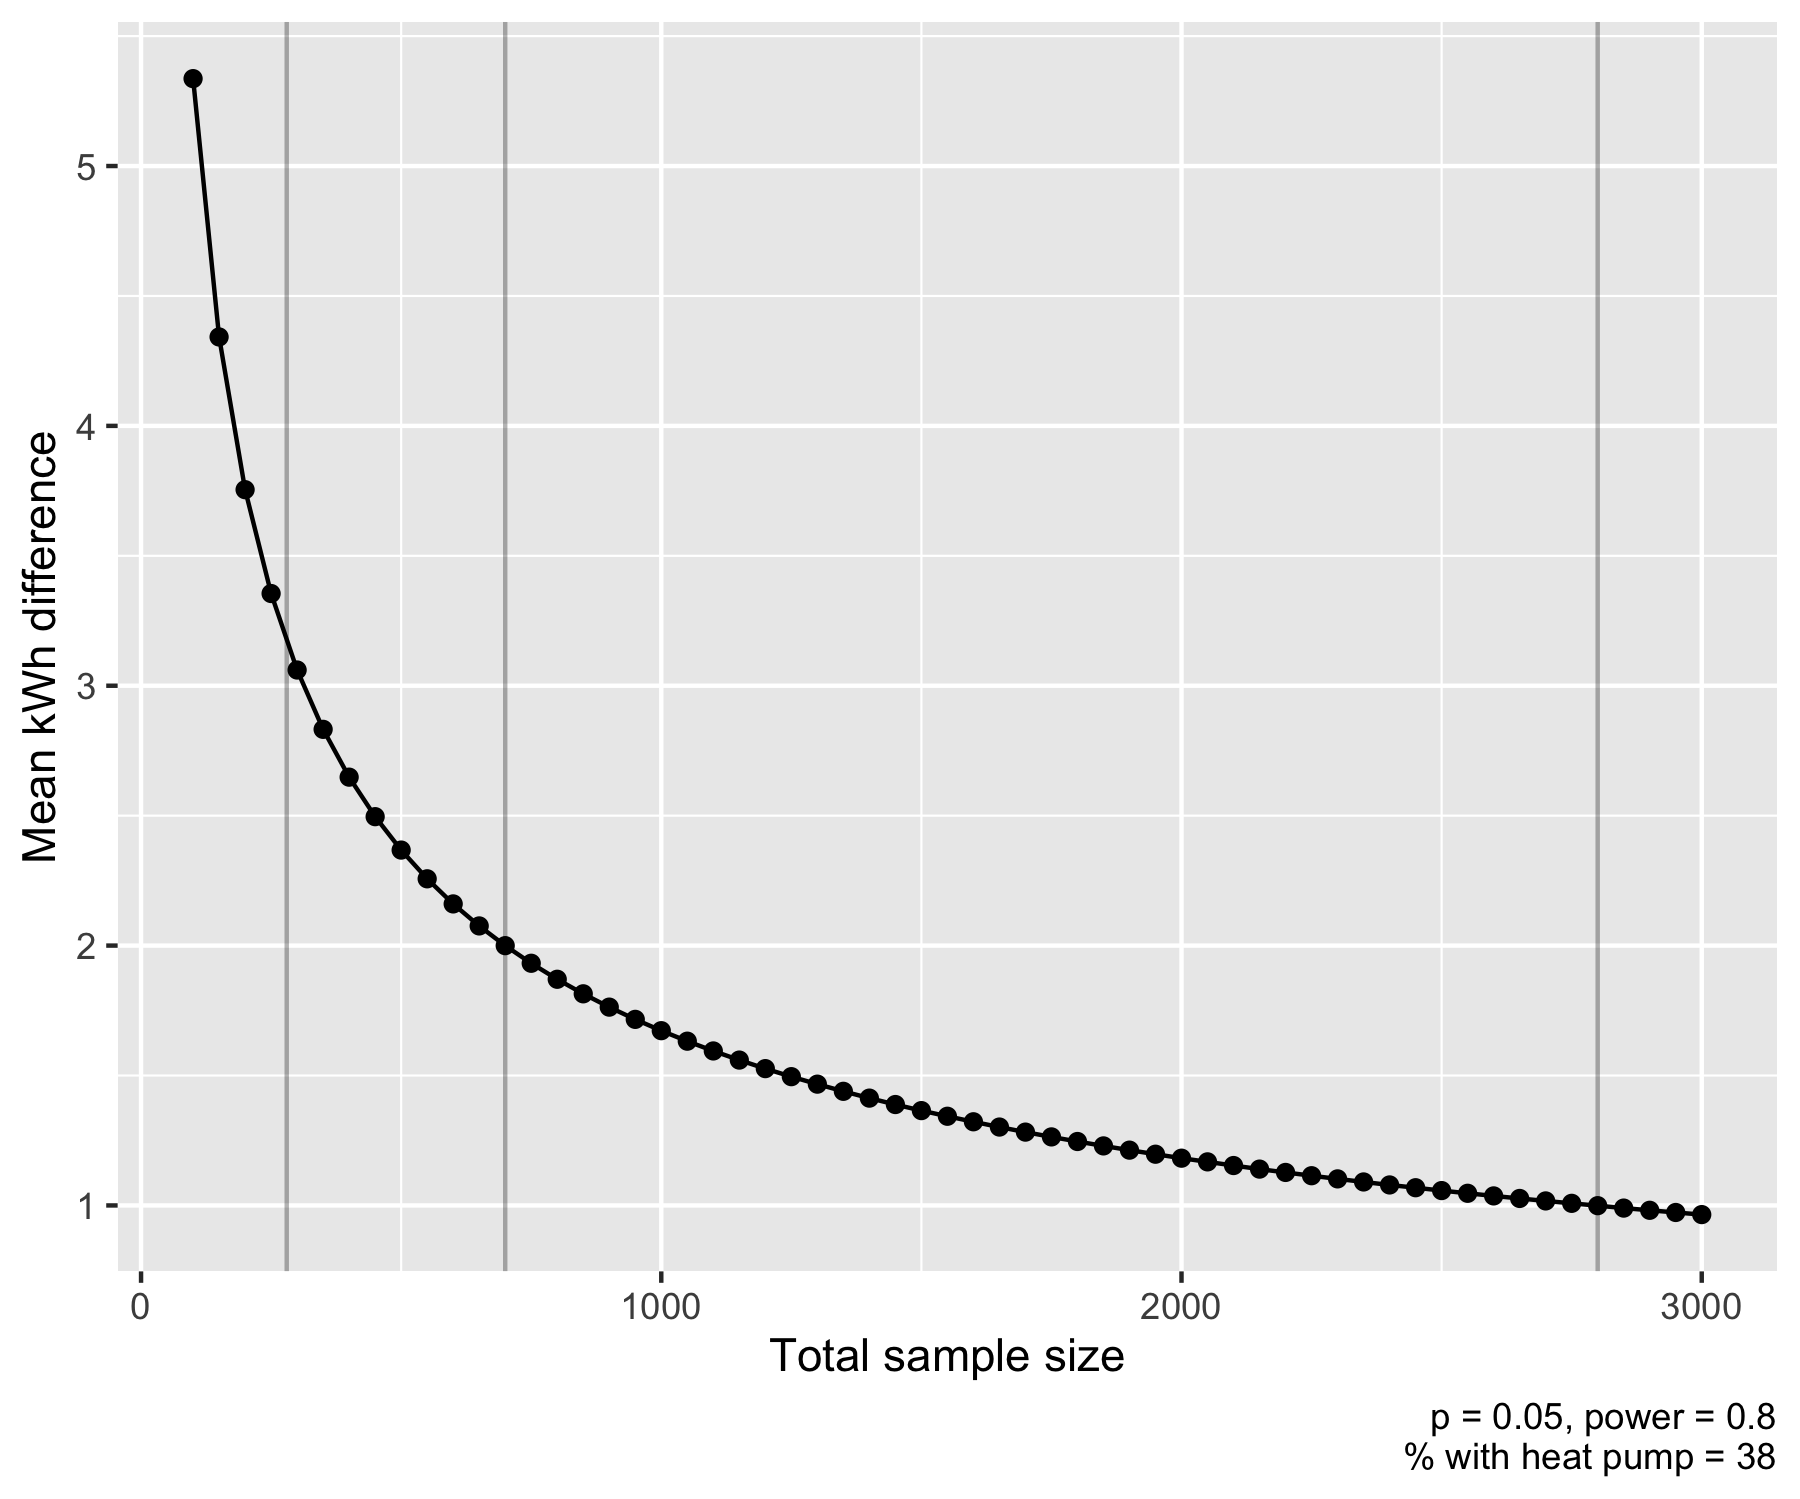 Mean kWh difference
5
4
3
2
1
0 1000 2000 3000
Total sample size
p = 0.05, power = 0.8
% with heat pump = 38